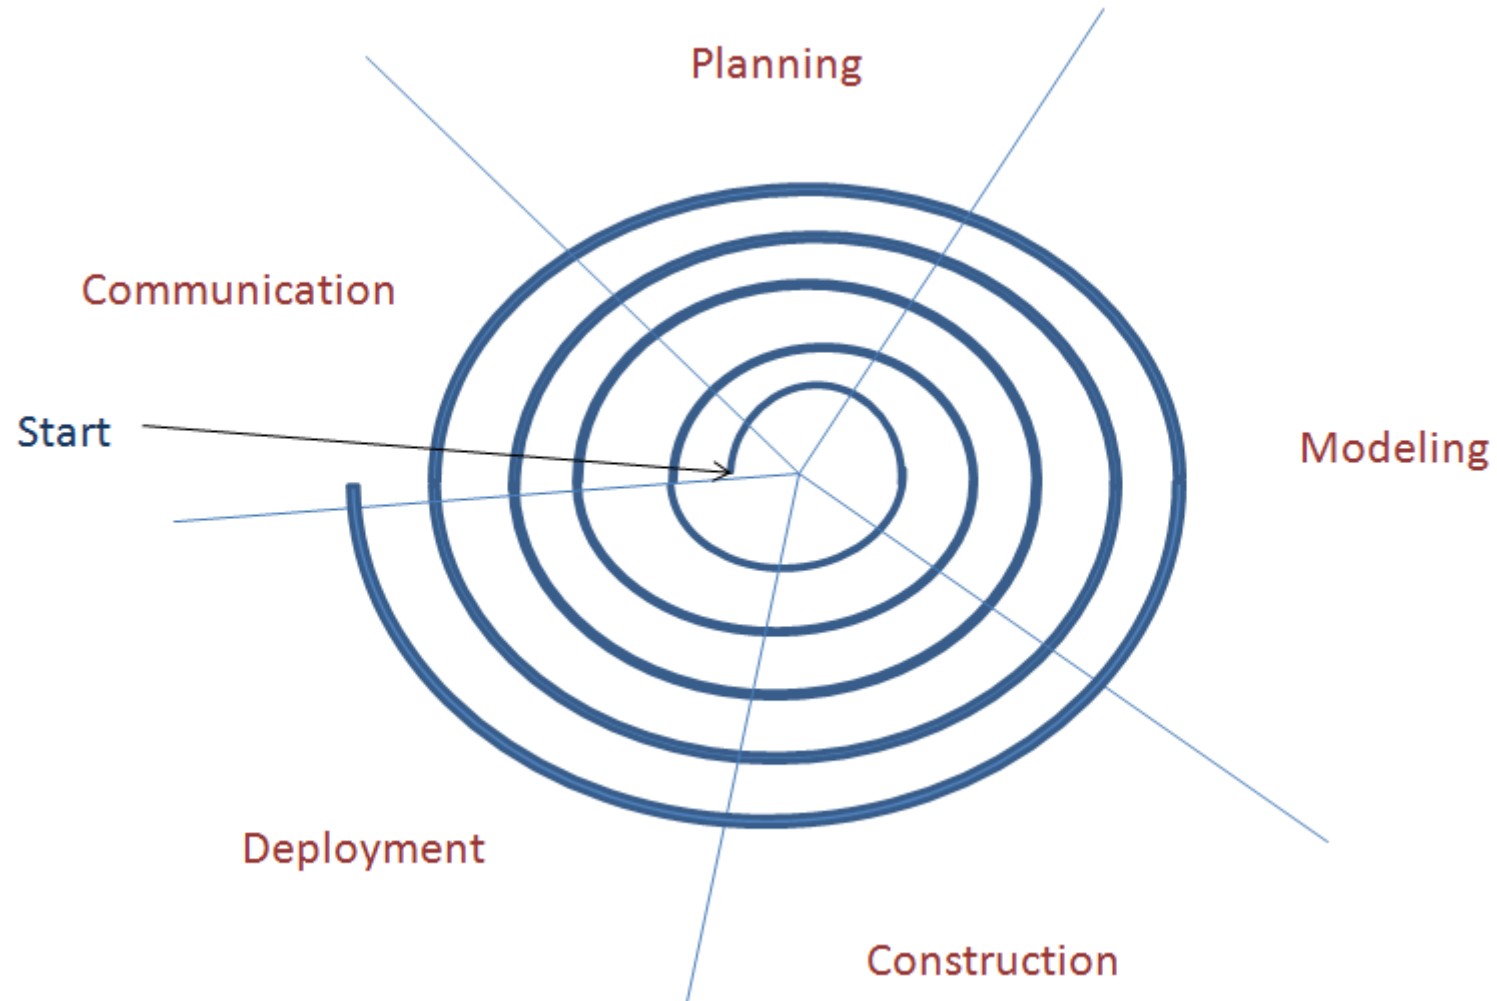 Planning
Communication
Start
Modeling
Deployment
Construction